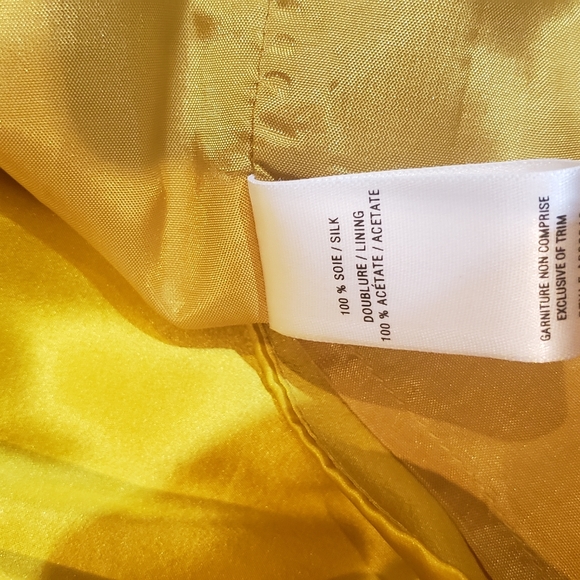 100 % SOIE / SILK
DOUBLURE / LINING
100 % ACÉTATE / ACETATE
GARNITURE NON COMPRISE
EXCLUSIVE OF TRIM